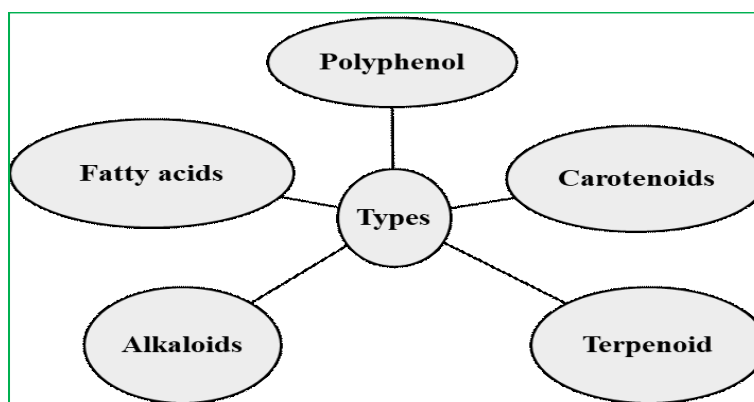 Polyphenol
Fatty acids
Carotenoids
Types
Alkaloids
Terpenoid